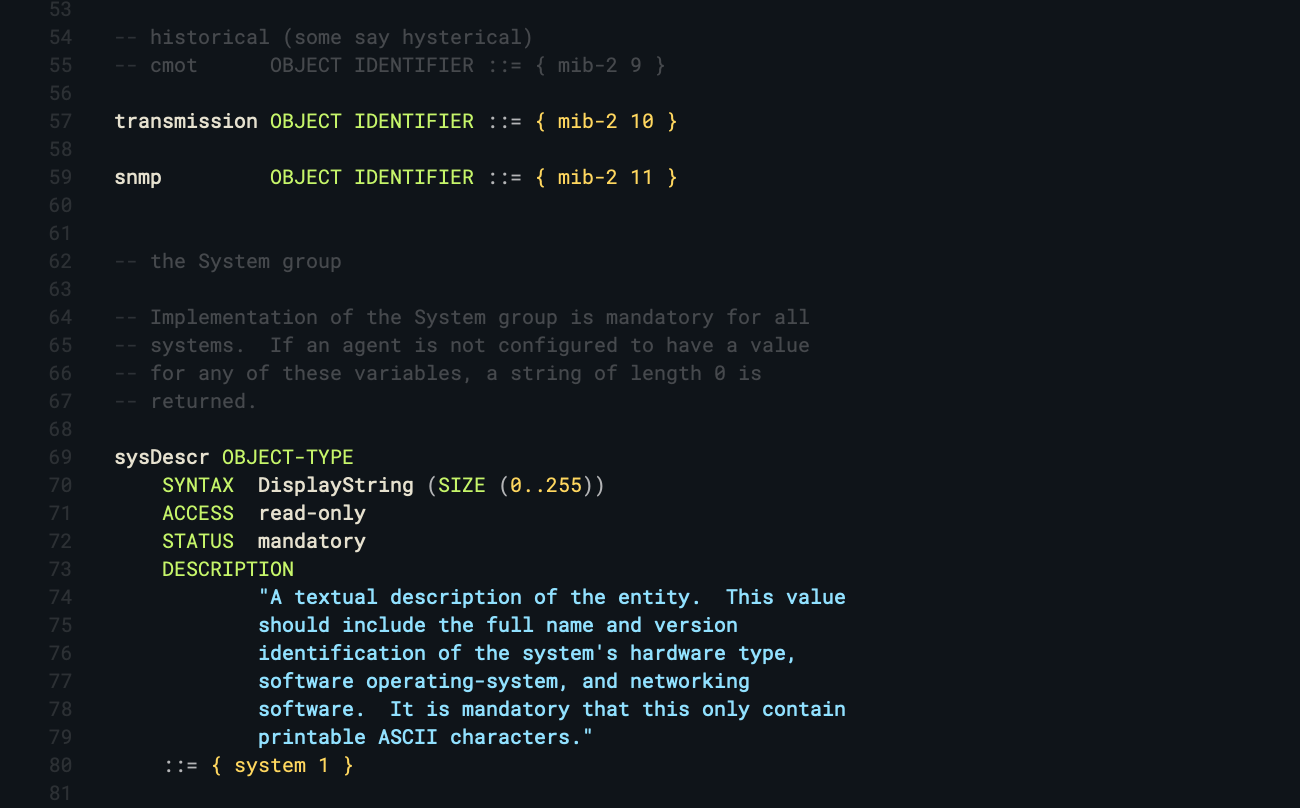 53
54 -- historical (some say hysterical)
55 -- cmot      OBJECT IDENTIFIER ::= { mib-2 9 }
56
57 transmission OBJECT IDENTIFIER ::= { mib-2 10 }
58
59 snmp         OBJECT IDENTIFIER ::= { mib-2 11 }
60
61
62 -- the System group
63
64 -- Implementation of the System group is mandatory for all
65 -- systems.  If an agent is not configured to have a value
66 -- for any of these variables, a string of length 0 is
67 -- returned.
68
69 sysDescr OBJECT-TYPE
70     SYNTAX  DisplayString (SIZE (0..255))
71     ACCESS  read-only
72     STATUS  mandatory
73     DESCRIPTION
74             "A textual description of the entity.  This value
75             should include the full name and version
76             identification of the system's hardware type,
77             software operating-system, and networking
78             software.  It is mandatory that this only contain
79             printable ASCII characters."
80     ::= { system 1 }
81